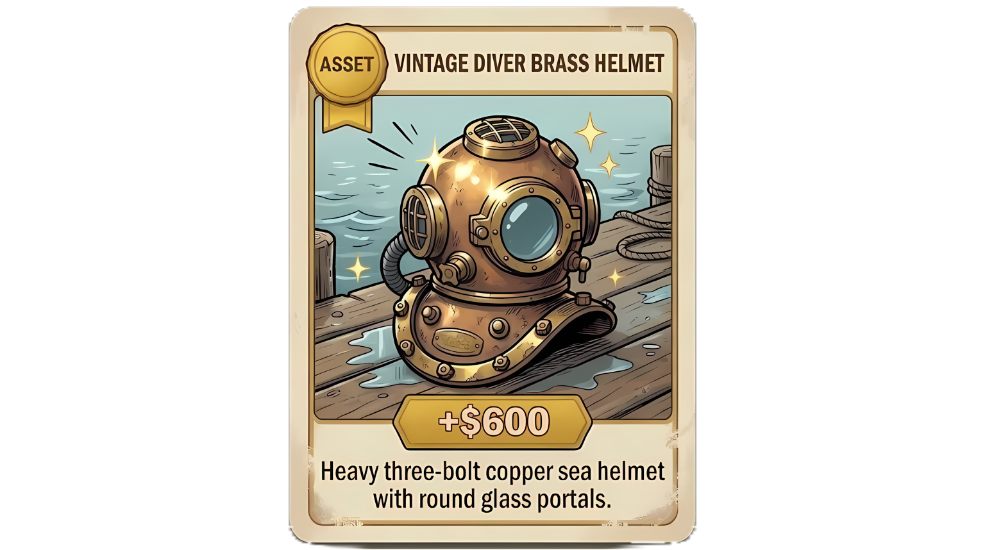 ASSET
VINTAGE DIVER BRASS HELMET
+$600
Heavy three-bolt copper sea helmet
with round glass portals.